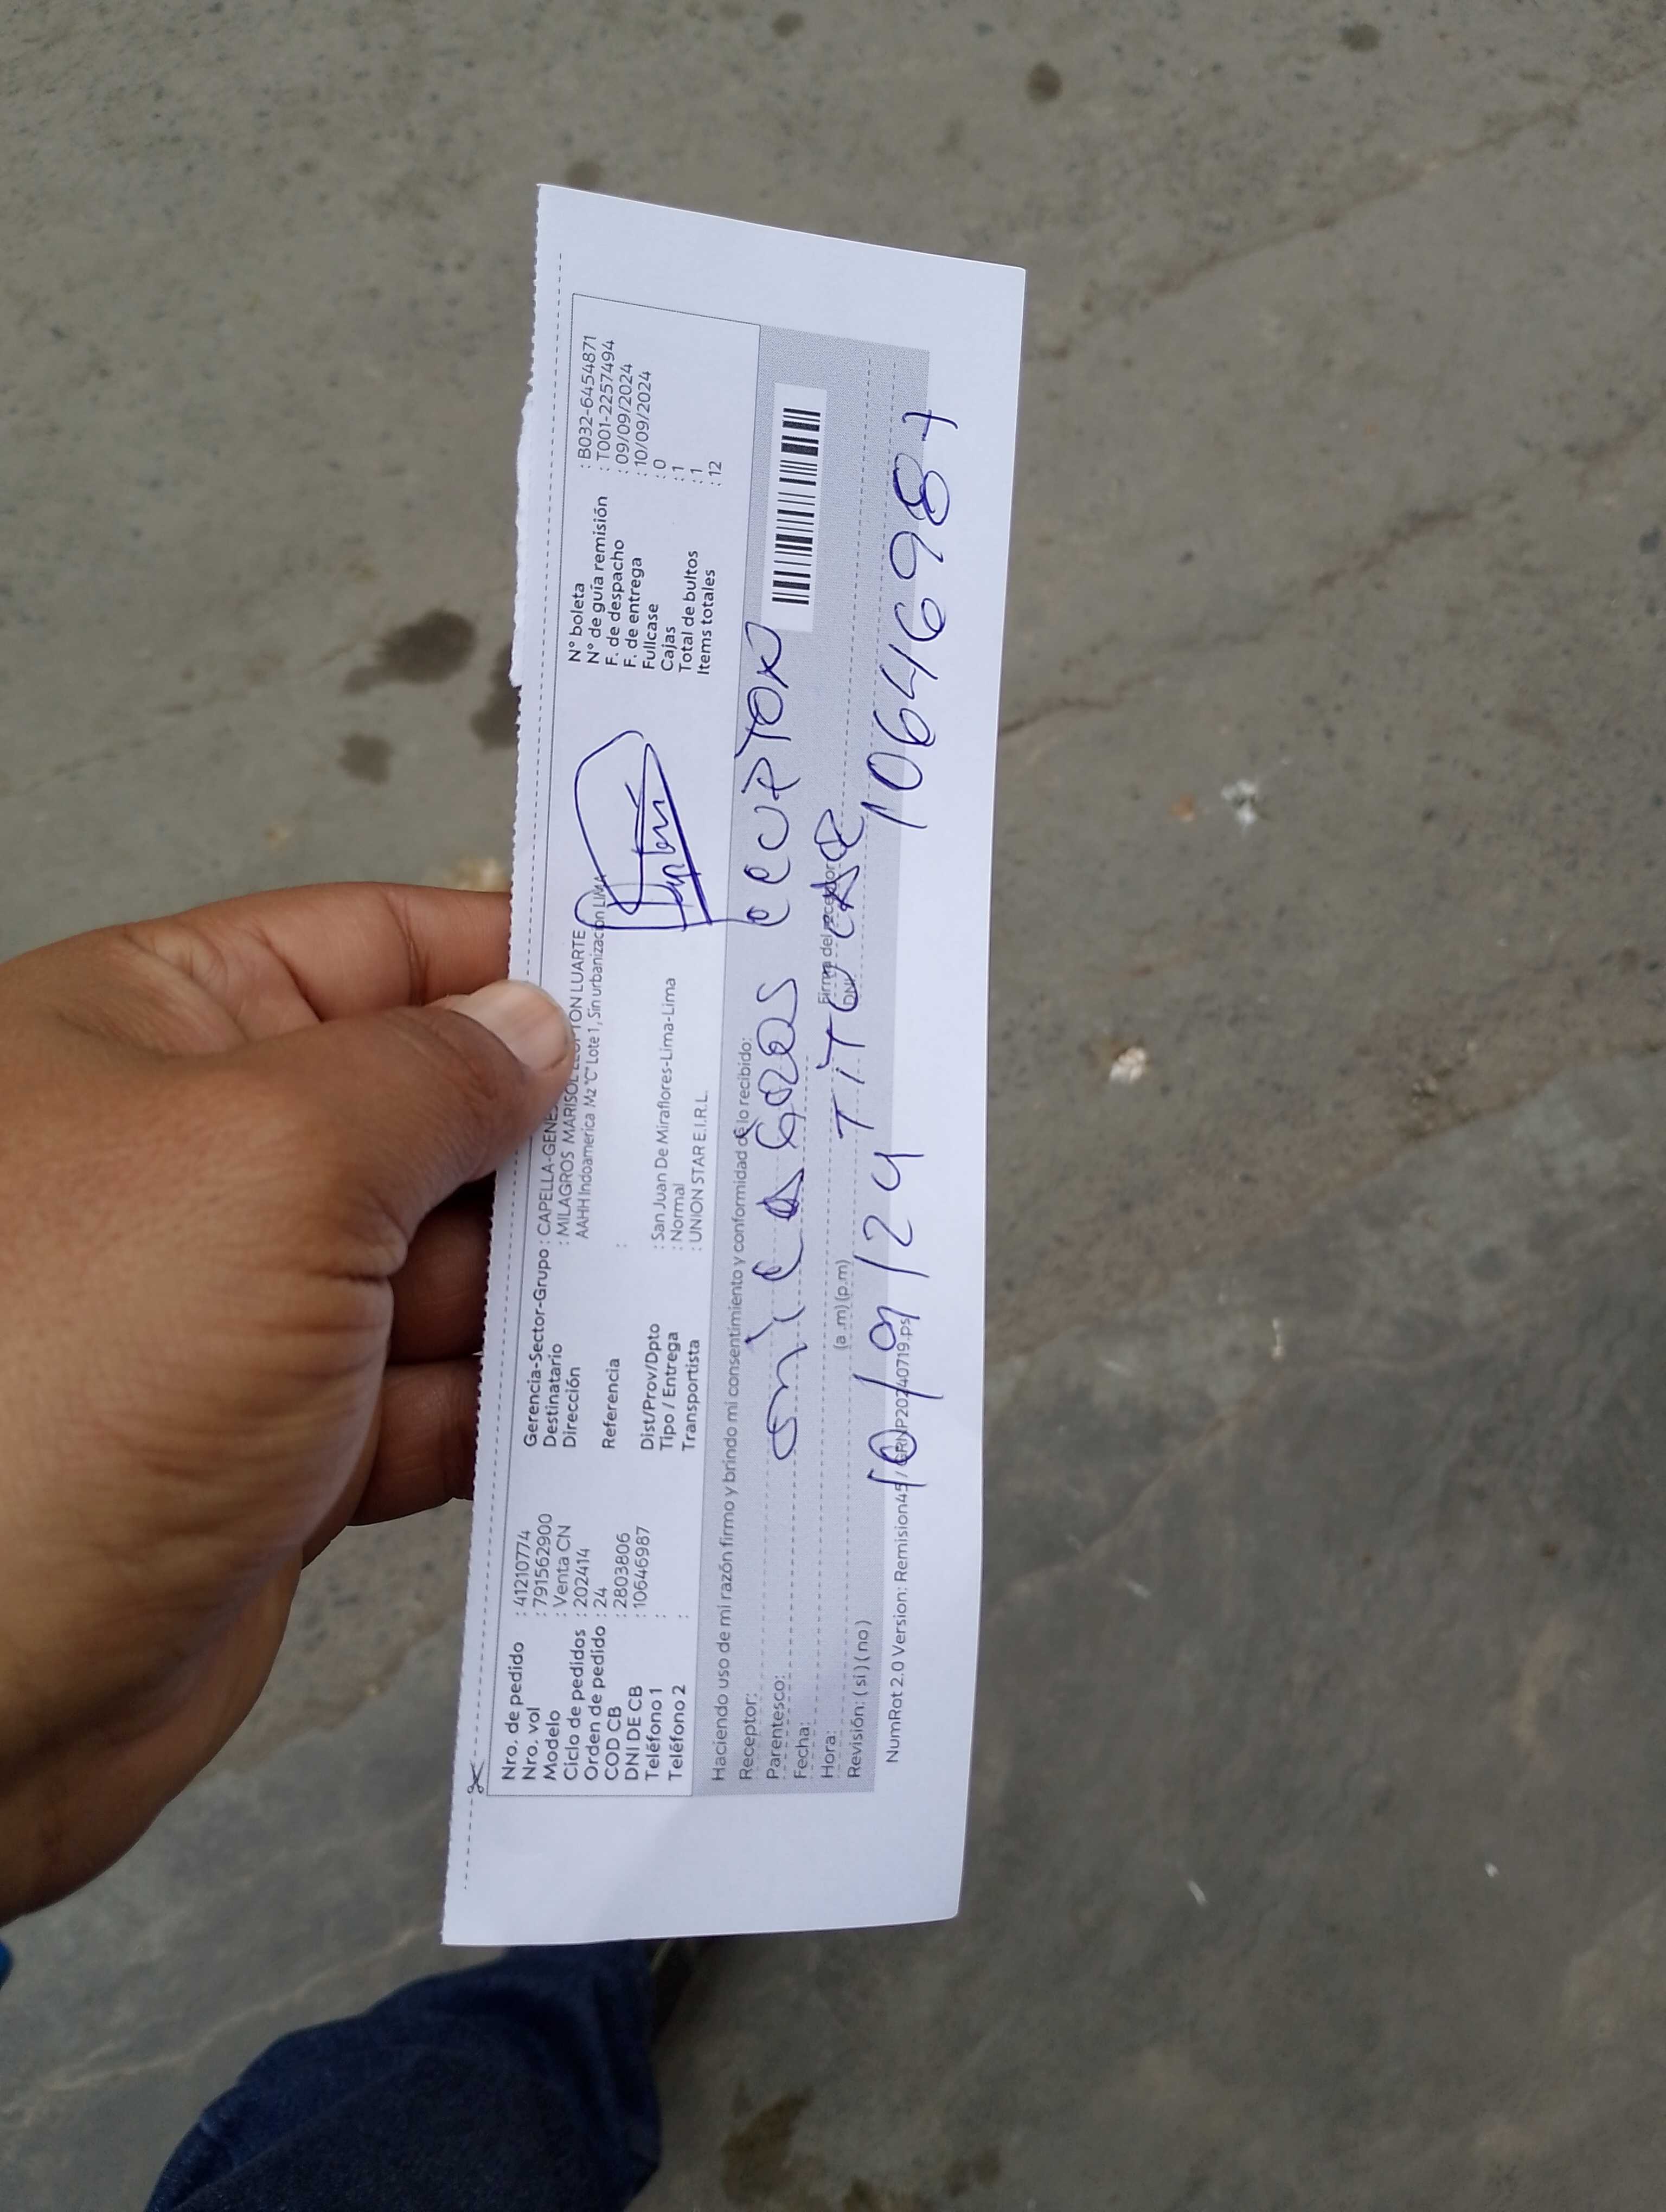 Nro. de pedido : 41210774
Nro. vol : 791562900
Modelo : Venta CN
Ciclo de pedidos : 202414
Orden de pedido : 24
COD CB : 2803806
DNI DE CB : 10646987
Teléfono 1 :
Teléfono 2 :
Gerencia-Sector-Grupo : CAPELLA-GENE
Destinatario : MILAGROS MARISOL TON LUARTE
Dirección AAHH Indoamerica Mz "C" Lote 1, Sin urbanización LIMA
Referencia :
Dist/Prov/Dpto : San Juan De Miraflores-Lima-Lima
Tipo / Entrega : Normal
Transportista : UNION STAR E.I.R.L.
N° boleta : B032-6454871
N° de guía remisión : T001-2257494
F. de despacho : 09/09/2024
F. de entrega : 10/09/2024
Fullcase : 0
Cajas : 1
Total de bultos : 1
Items totales : 12
Haciendo uso de mi razón firmo y brindo mi consentimiento y conformidad de lo recibido:
Receptor:
Parentesco:
Fecha:
Hora: (a.m) (p.m)
Revisión: (si) (no)
Firma del receptor
DNI
TITULAR
10/9/24
10646987
NumRot 2.0 Version: Remision45 / GRNP20240719.ps